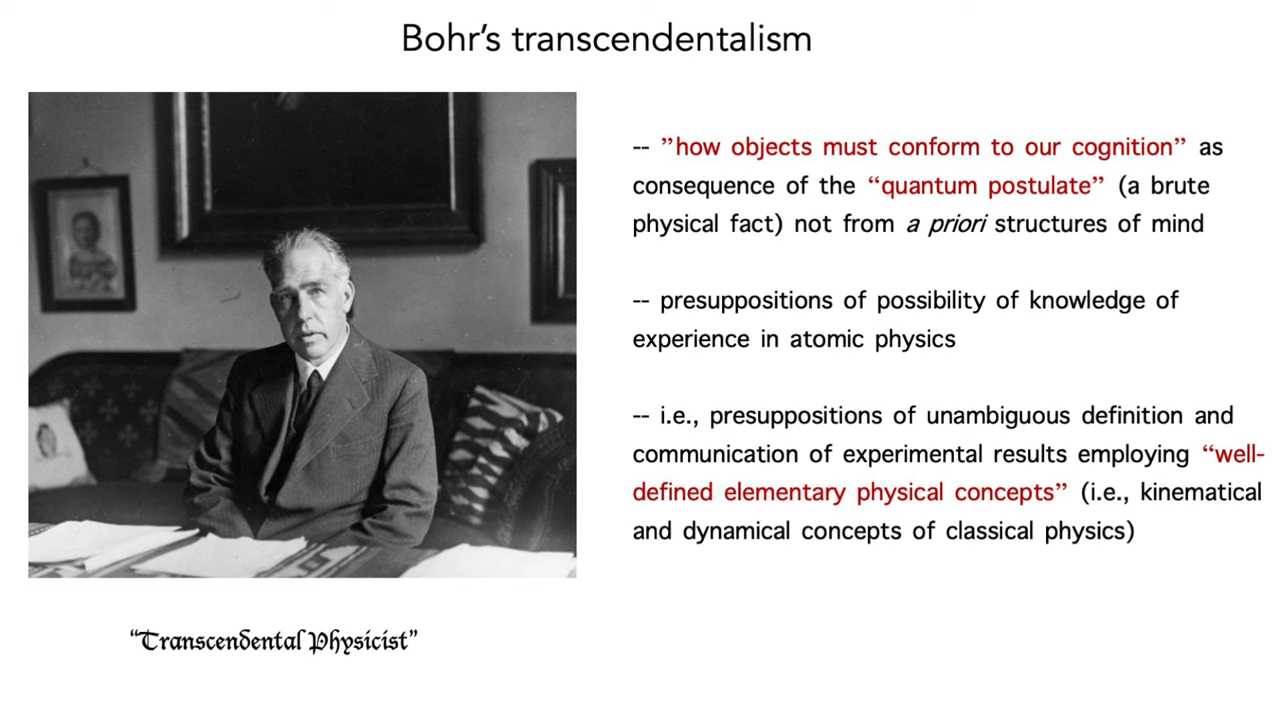 Bohr’s transcendentalism
-- ”how objects must conform to our cognition” as
consequence of the “quantum postulate” (a brute
physical fact) not from a priori structures of mind
-- presuppositions of possibility of knowledge of
experience in atomic physics
-- i.e., presuppositions of unambiguous definition and
communication of experimental results employing “well-
defined elementary physical concepts” (i.e., kinematical
and dynamical concepts of classical physics)
“Transcendental Physicist”